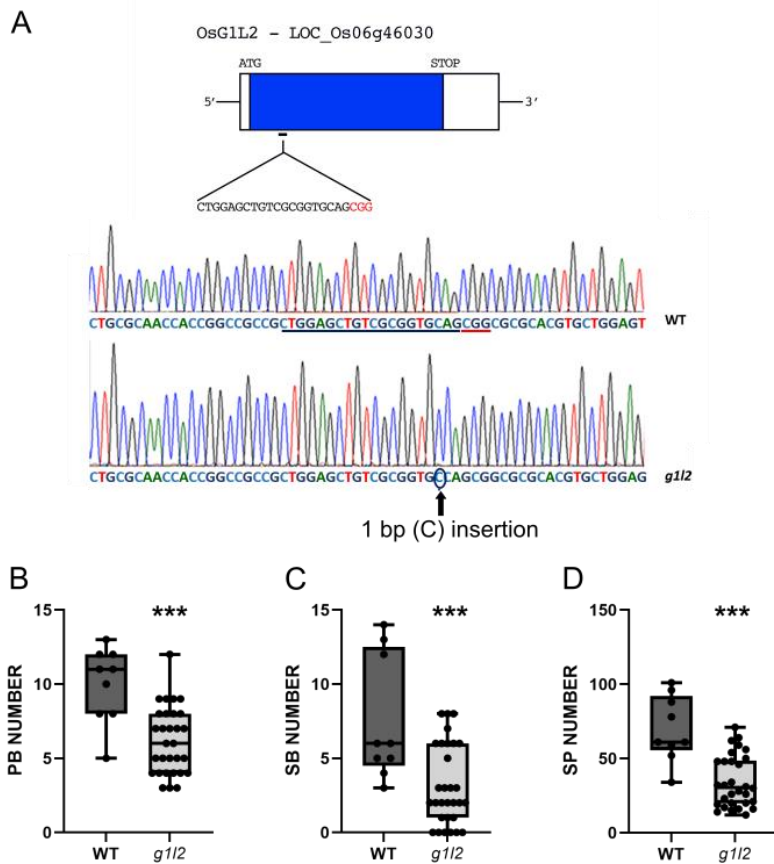 A
OsG1L2 - LOC_Os06g46030
ATG STOP
5' 3'
CTGGAGCTGTCGCGGTGCAGCGG
CTGCGCAACCACCGGCCGCCGCTGGAGCTGTCGCGGTGCAGCGGCGCGCACGTGCTGGAGT WT
CTGCGCAACCACCGGCCGCCGCTGGAGCTGTCGCGGTGCCAGCGGCGCGCACGTGCTGGAG g1l2
1 bp (C) insertion
B C D
15 *** 15 *** 150 ***
10 10 100
5 5 50
0 0 0
PB NUMBER SB NUMBER SP NUMBER
WT g1l2 WT g1l2 WT g1l2